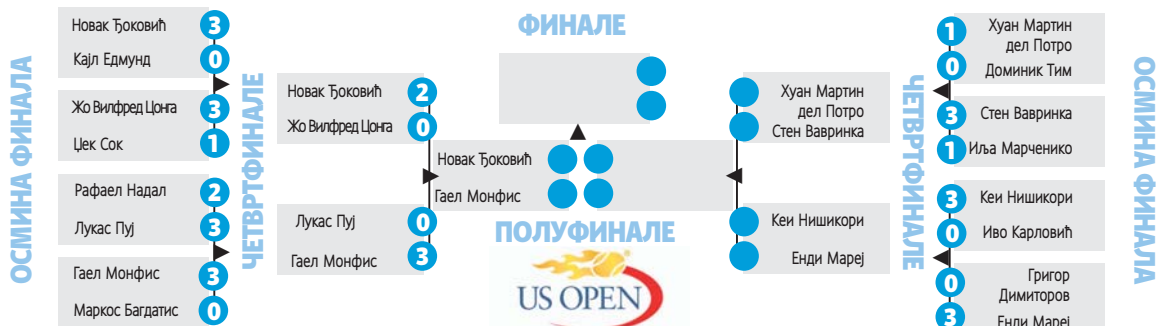 ОСМИНА ФИНАЛА
Новак Ђоковић 3
Кајл Едмунд 0
Жо Вилфред Цонга 3
Џек Сок 1
Рафаел Надал 2
Лукас Пуј 3
Гаел Монфис 3
Маркос Багдатис 0
ЧЕТВРТФИНАЛЕ
Новак Ђоковић 2
Жо Вилфред Цонга 0
Лукас Пуј 0
Гаел Монфис 3
ФИНАЛЕ
Новак Ђоковић
Гаел Монфис
ПОЛУФИНАЛЕ
US OPEN
Хуан Мартин
дел Потро
Стен Вавринка
Кеи Нишикори
Енди Мареј
ЧЕТВРТФИНАЛЕ
1 Хуан Мартин
дел Потро
0 Доминик Тим
3 Стен Вавринка
1 Иља Марченико
3 Кеи Нишикори
0 Иво Карловић
0 Григор
Димиторов
3 Енди Мареј
ОСМИНА ФИНАЛА